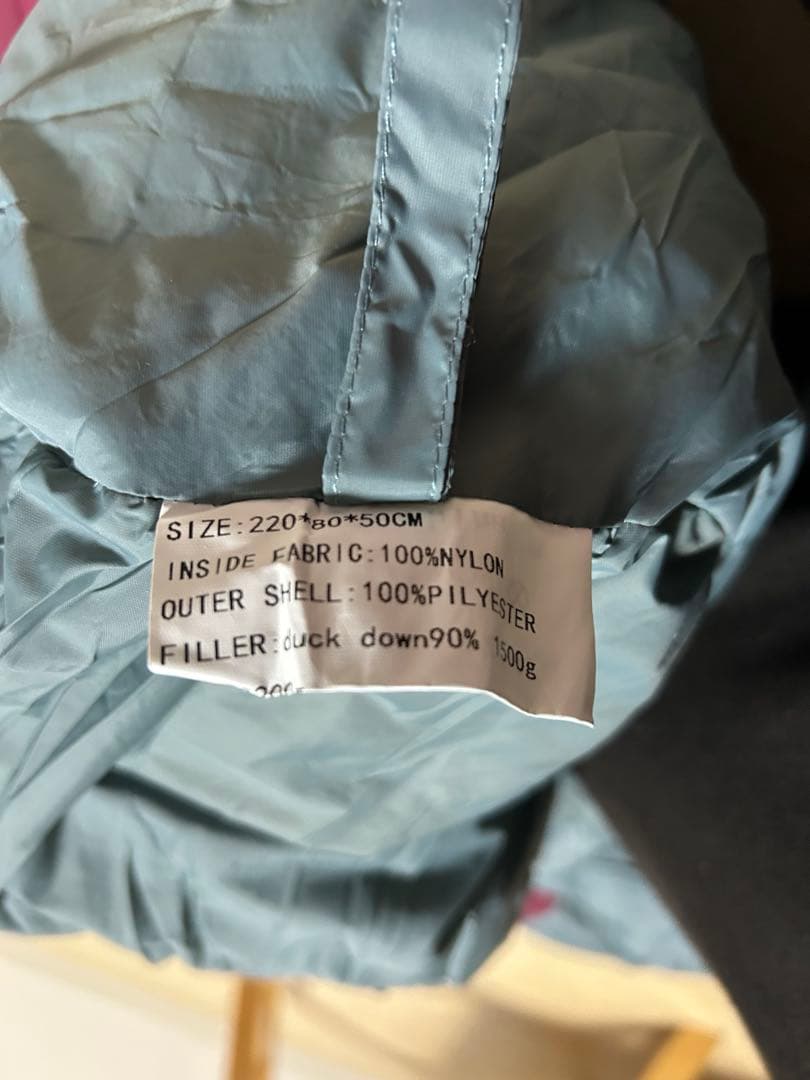 SIZE:220*80*50CM
INSIDE FABRIC:100%NYLON
OUTER SHELL:100%PILYESTER
FILLER:duck down90% 1500g